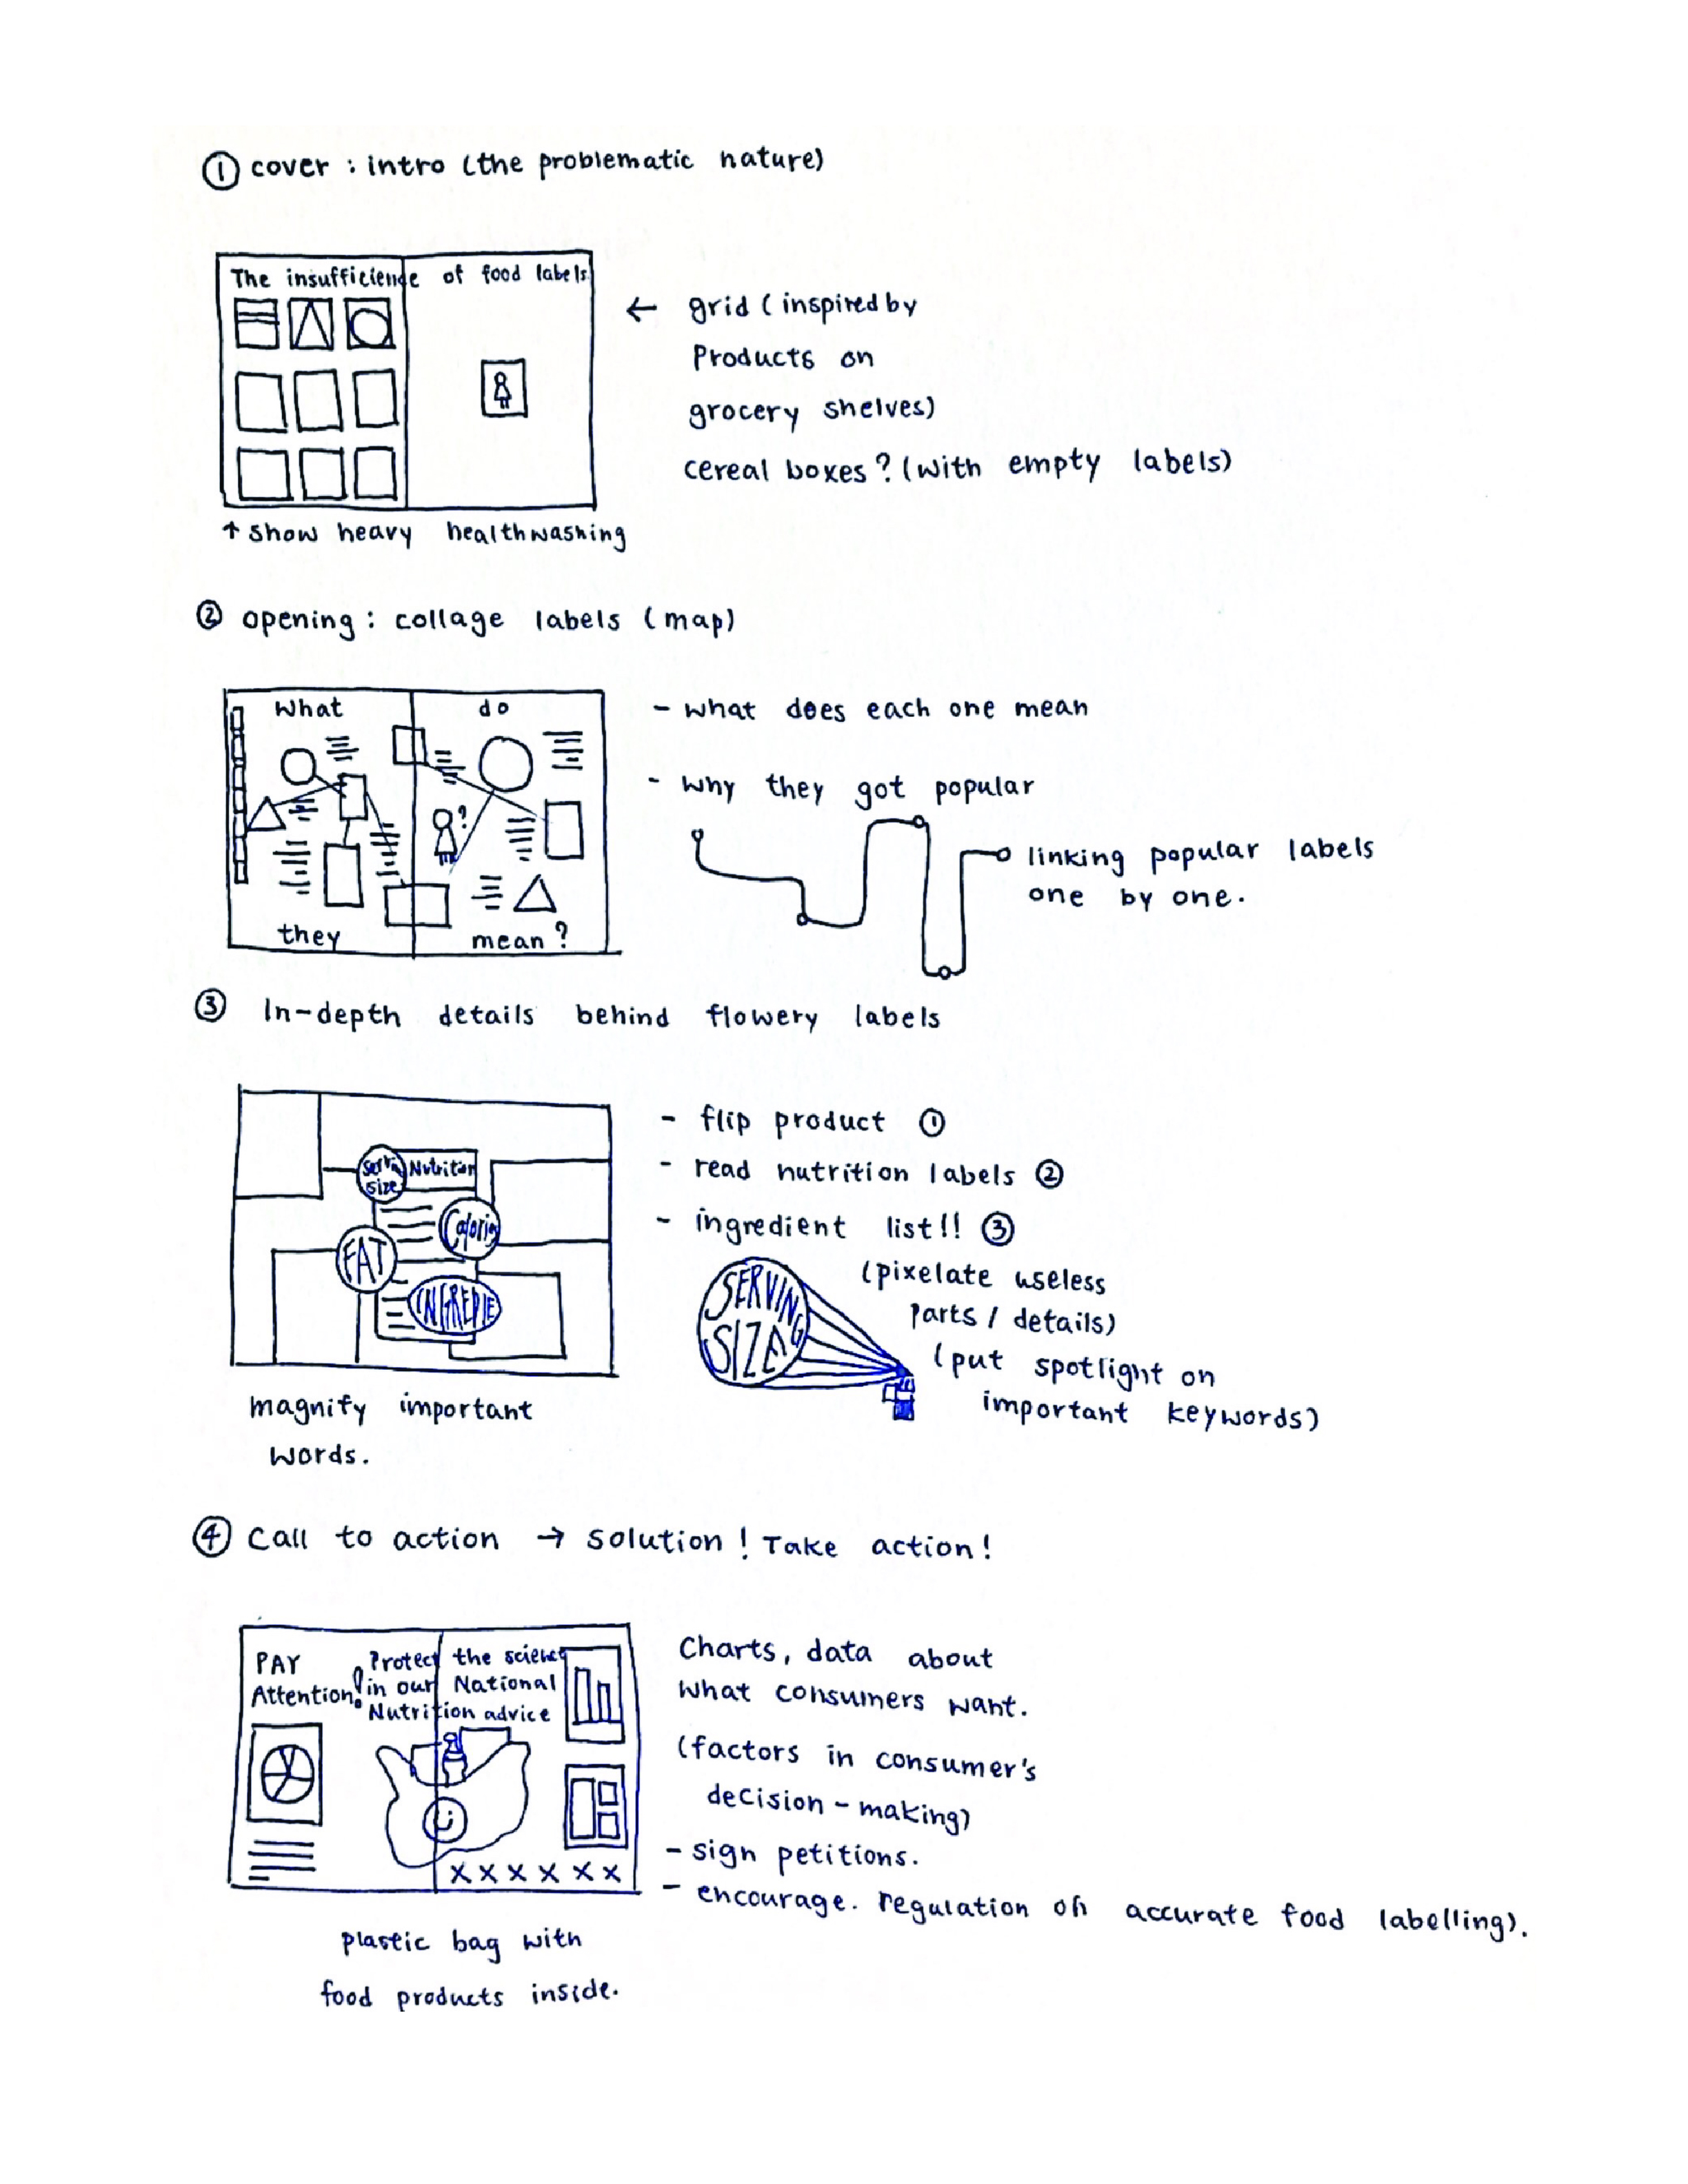 ① cover : intro (the problematic nature)
The insufficience of food labels
← grid (inspired by
Products on
grocery shelves)
cereal boxes? (with empty labels)
↑ show heavy healthwashing
② opening: collage labels (map)
What do
?
they mean?
- what does each one mean
- why they got popular
linking popular labels
one by one.
③ In-depth details behind flowery labels
Serving
size
Nutrition
Calories
FAT
INGREDIE
- flip product ①
- read nutrition labels ②
- ingredient list!! ③
(pixelate useless
parts / details)
(put spotlight on
important keywords)
SERVING
SIZE
magnify important
words.
④ Call to action → solution! Take action!
PAY
Attention!
Protect the science
in our National
Nutrition advice
X X X X X X
Charts, data about
what consumers want.
(factors in consumer's
decision-making)
- sign petitions.
- encourage. regulation on accurate food labelling).
plastic bag with
food products inside.